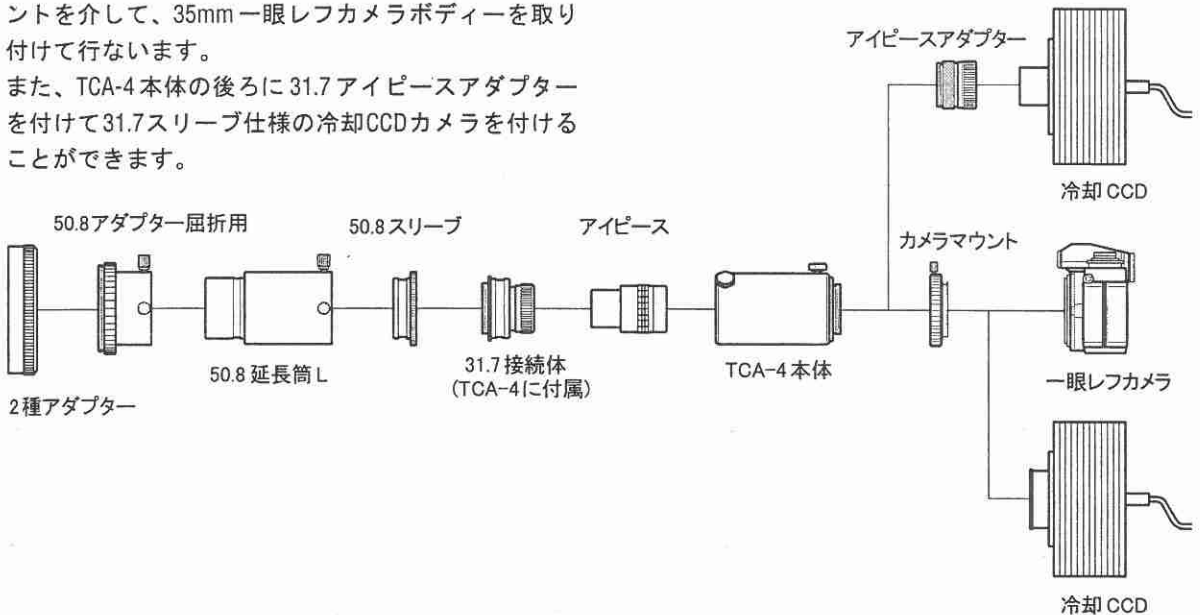 ントを介して、35mm一眼レフカメラボディーを取り
付けて行ないます。
また、TCA-4本体の後ろに31.7アイピースアダプター
を付けて31.7スリーブ仕様の冷却CCDカメラを付ける
ことができます。
アイピースアダプター
冷却CCD
50.8アダプター屈折用
50.8スリーブ
アイピース
カメラマウント
50.8延長筒L
31.7接続体
(TCA-4に付属)
TCA-4本体
一眼レフカメラ
2種アダプター
冷却CCD